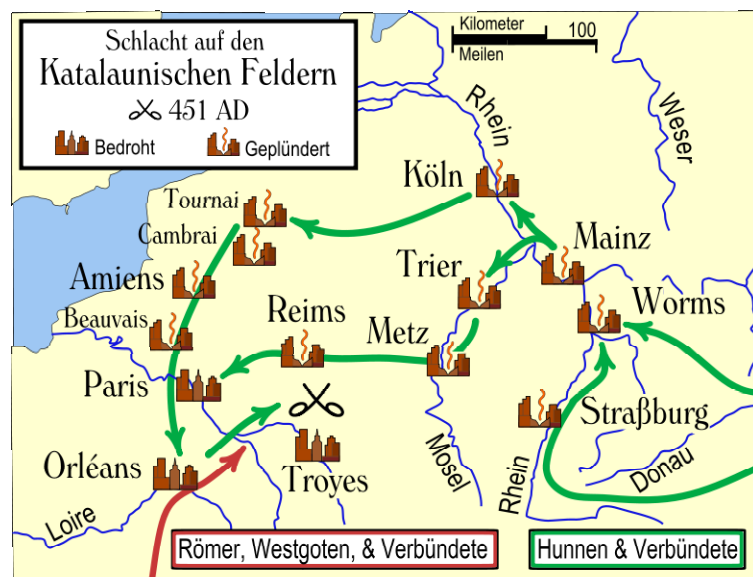 Schlacht auf den
Katalaunischen Feldern
451 AD
Bedroht
Geplündert
Kilometer
100
Meilen
Rhein
Weser
Köln
Tournai
Cambrai
Mainz
Trier
Amiens
Worms
Reims
Metz
Beauvais
Paris
Straßburg
Orléans
Troyes
Mosel
Rhein
Donau
Loire
Römer, Westgoten, & Verbündete
Hunnen & Verbündete